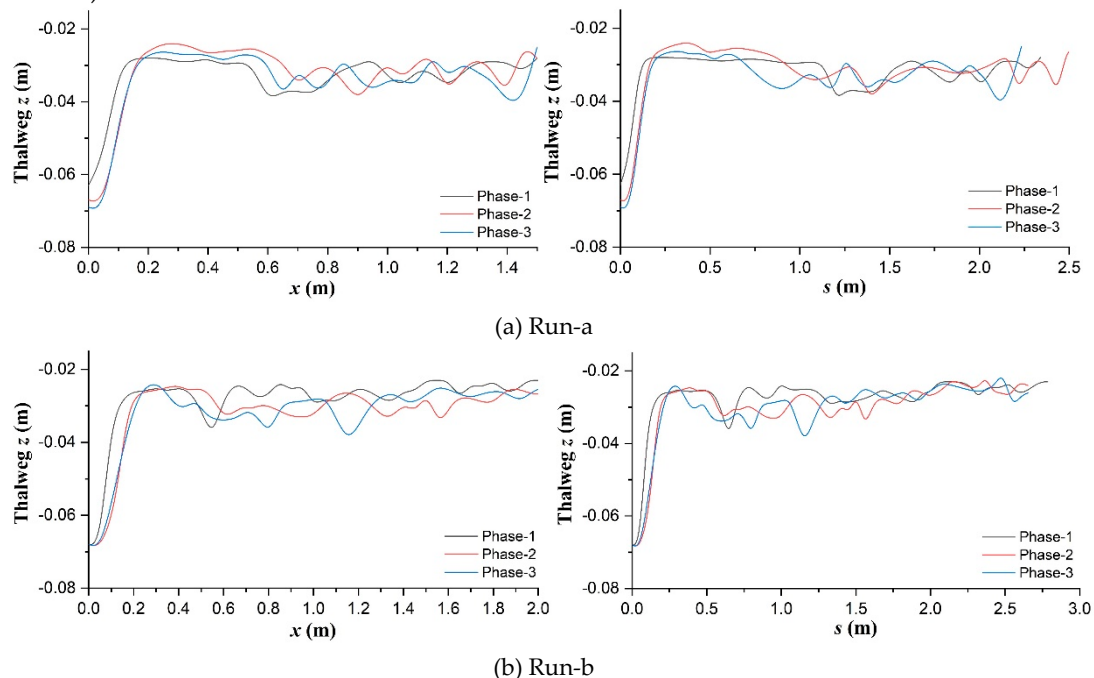 -0.02
-0.04
-0.06
-0.08
Thalweg z (m)
Phase-1
Phase-2
Phase-3
0.0 0.2 0.4 0.6 0.8 1.0 1.2 1.4
x (m)
-0.02
-0.04
-0.06
-0.08
Thalweg z (m)
Phase-1
Phase-2
Phase-3
0.0 0.5 1.0 1.5 2.0 2.5
s (m)
(a) Run-a
-0.02
-0.04
-0.06
-0.08
Thalweg z (m)
Phase-1
Phase-2
Phase-3
0.0 0.2 0.4 0.6 0.8 1.0 1.2 1.4 1.6 1.8 2.0
x (m)
-0.02
-0.04
-0.06
-0.08
Thalweg z (m)
Phase-1
Phase-2
Phase-3
0.0 0.5 1.0 1.5 2.0 2.5 3.0
s (m)
(b) Run-b